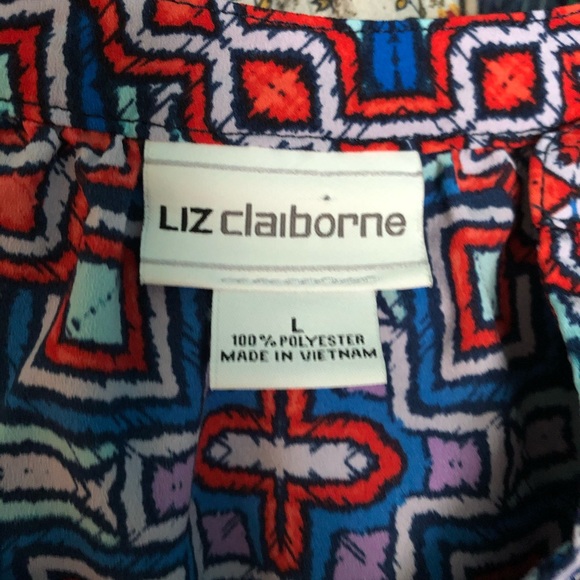 LIZ claiborne
L
100% POLYESTER
MADE IN VIETNAM